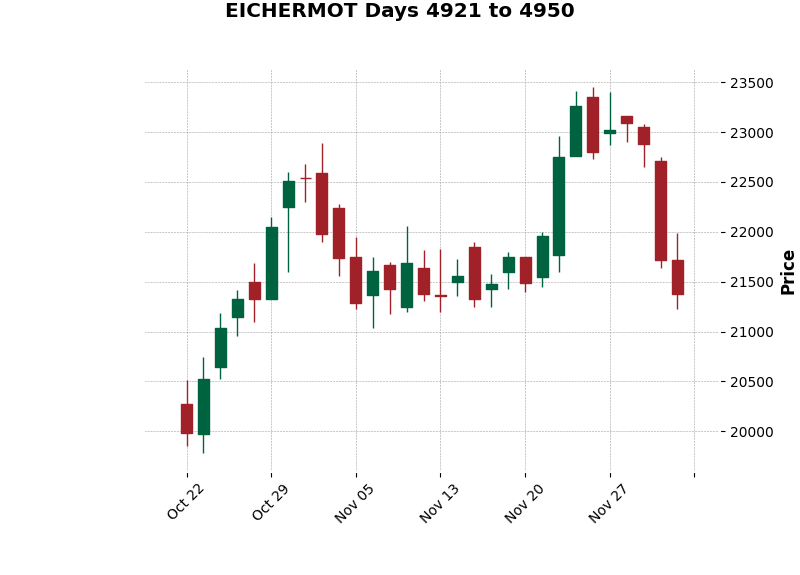 EICHERMOT Days 4921 to 4950
23500
23000
22500
22000
21500
21000
20500
20000
Price
Oct 22
Oct 29
Nov 05
Nov 13
Nov 20
Nov 27